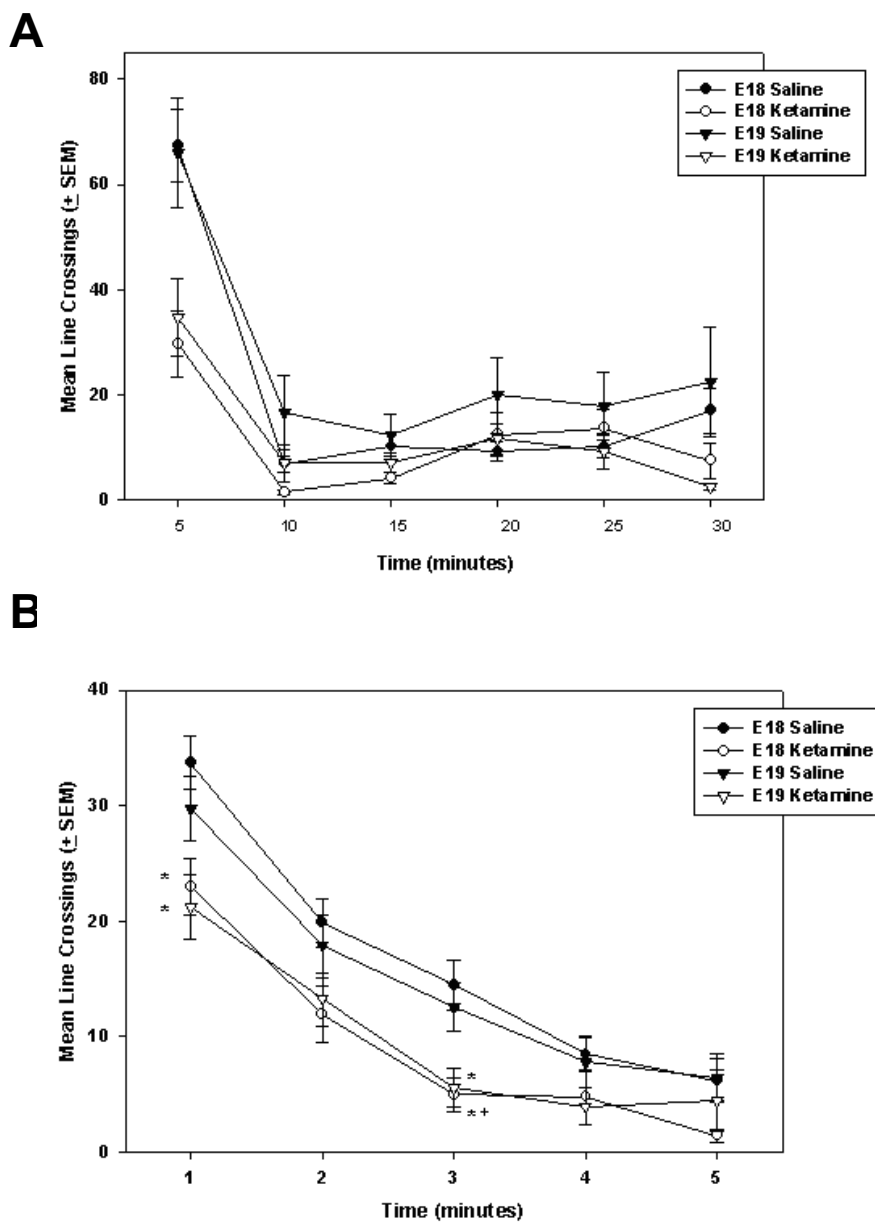 A
80
60
40
20
0
Mean Line Crossings (± SEM)
E18 Saline
E18 Ketamine
E19 Saline
E19 Ketamine
5 10 15 20 25 30
Time (minutes)
B
40
30
20
10
0
Mean Line Crossings (± SEM)
E18 Saline
E18 Ketamine
E19 Saline
E19 Ketamine
*
*
*
*+
1 2 3 4 5
Time (minutes)